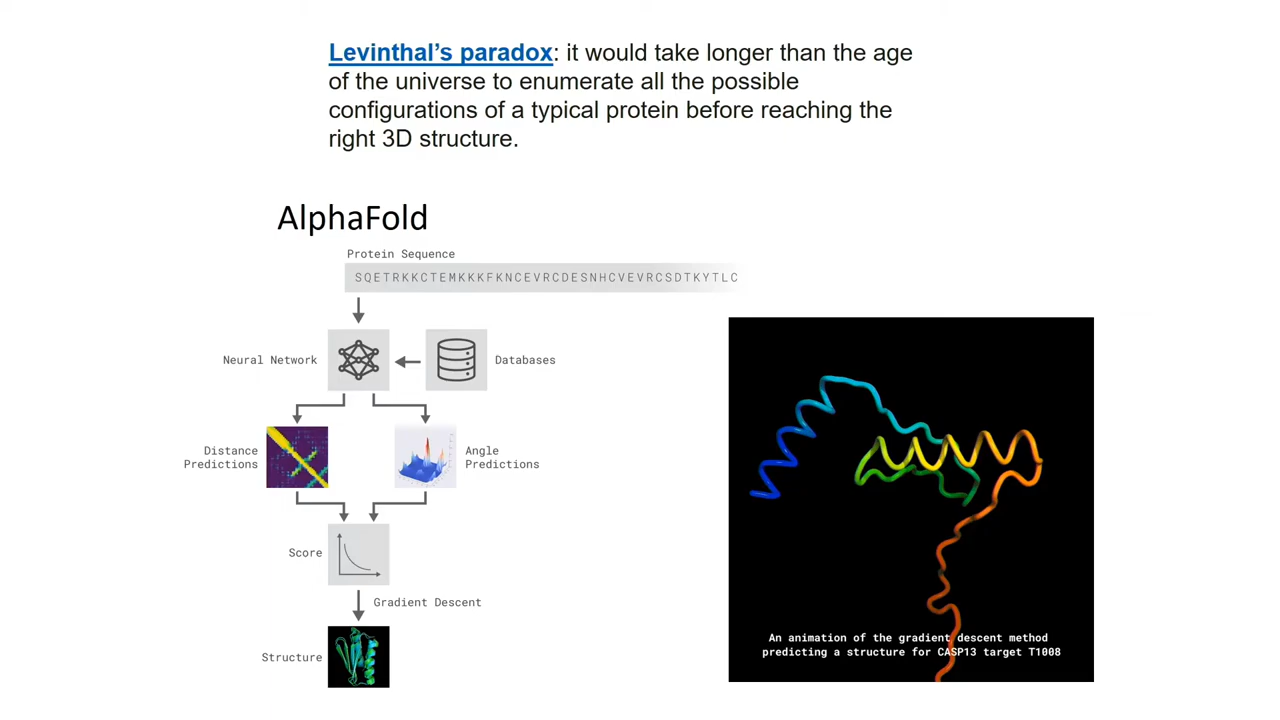 Levinthal's paradox: it would take longer than the age
of the universe to enumerate all the possible
configurations of a typical protein before reaching the
right 3D structure.
AlphaFold
Protein Sequence
SQETRKKCTEMKKKFKNCEVRCDESNHCVEVRCSDTKYTLC
Neural Network
Databases
Distance
Predictions
Angle
Predictions
Score
Gradient Descent
Structure
An animation of the gradient descent method
predicting a structure for CASP13 target T1008